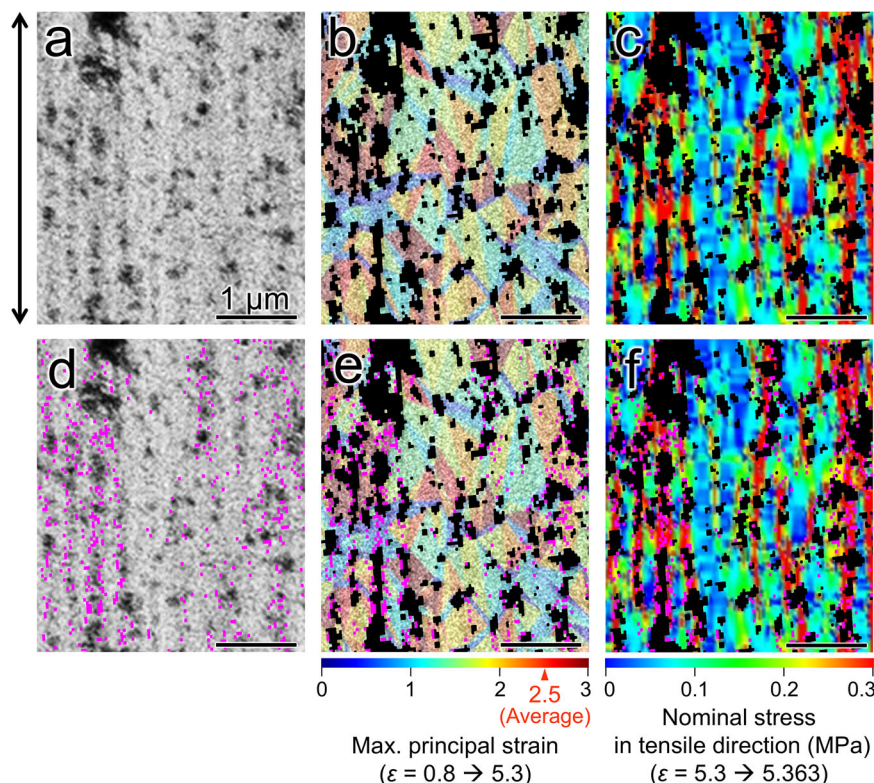 a
b
c
1 µm
d
e
f
0 1 2 3
2.5
(Average)
Max. principal strain
(ε = 0.8 → 5.3)
0 0.1 0.2 0.3
Nominal stress
in tensile direction (MPa)
(ε = 5.3 → 5.363)